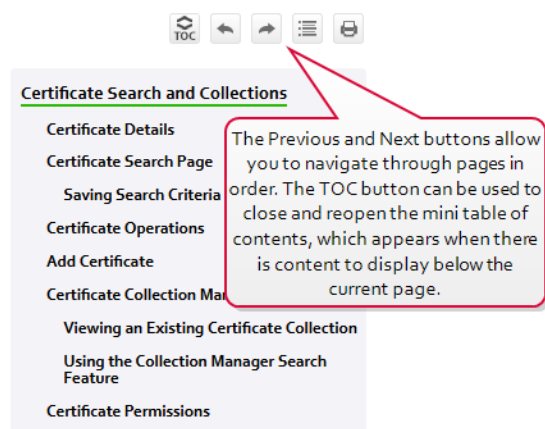 TOC
Certificate Search and Collections
Certificate Details
Certificate Search Page
Saving Search Criteria
Certificate Operations
Add Certificate
Certificate Collection Ma
Viewing an Existing Certificate Collection
Using the Collection Manager Search
Feature
Certificate Permissions
The Previous and Next buttons allow
you to navigate through pages in
order. The TOC button can be used to
close and reopen the mini table of
contents, which appears when there
is content to display below the
current page.